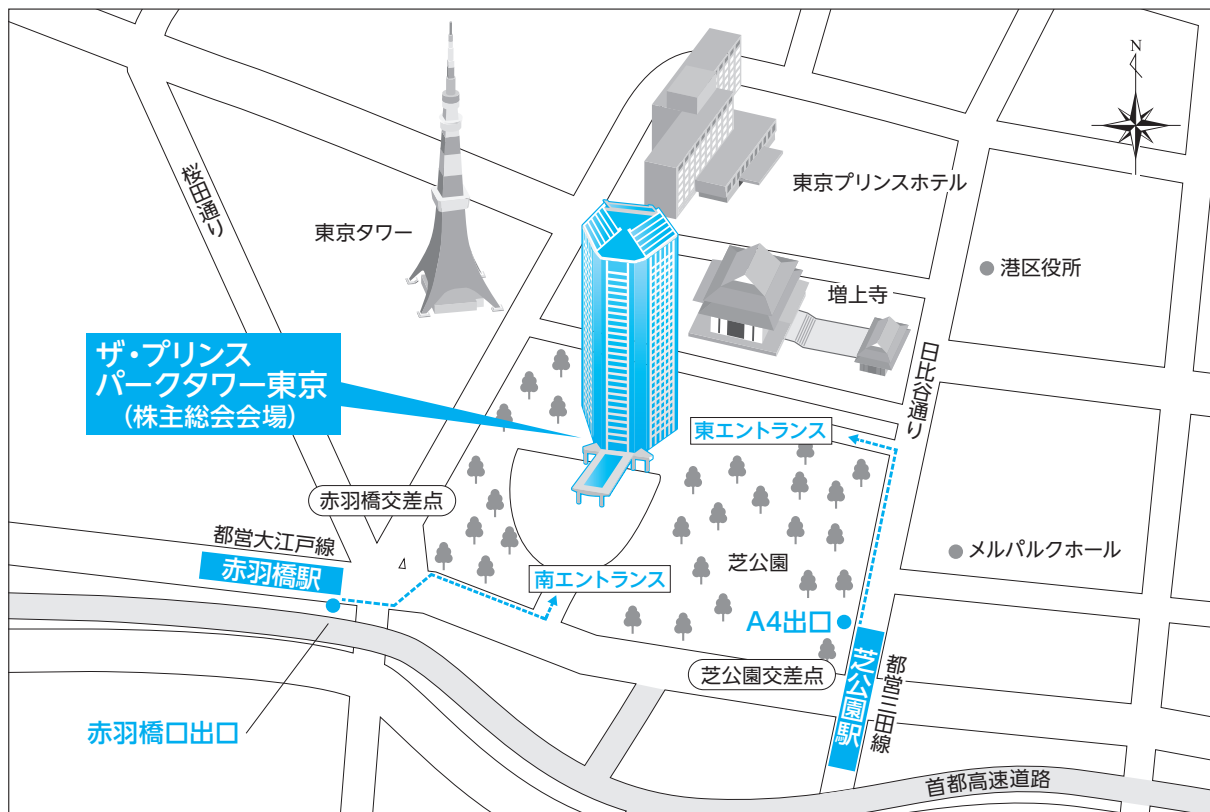 N
東京プリンスホテル
桜田通り
東京タワー
港区役所
増上寺
ザ・プリンス
パークタワー東京
(株主総会会場)
日比谷通り
東エントランス
赤羽橋交差点
都営大江戸線
赤羽橋駅
南エントランス
芝公園
メルパルクホール
A4出口
芝公園交差点
芝公園駅
都営三田線
赤羽橋口出口
首都高速道路